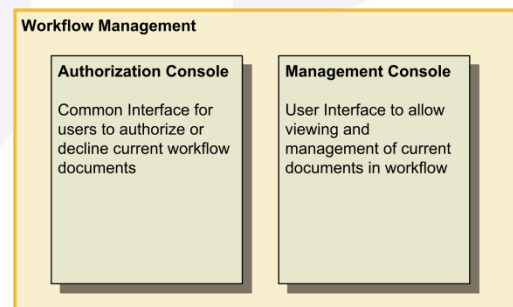 Workflow Management
Authorization Console
Common Interface for
users to authorize or
decline current workflow
documents
Management Console
User Interface to allow
viewing and
management of current
documents in workflow